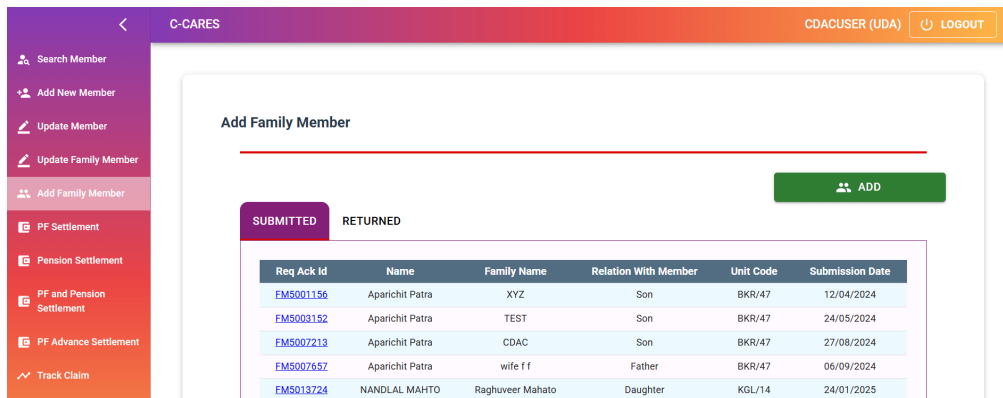 C-CARES CDACUSER (UDA) LOGOUT
Search Member
Add New Member
Update Member
Update Family Member
Add Family Member
PF Settlement
Pension Settlement
PF and Pension
Settlement
PF Advance Settlement
Track Claim
Add Family Member
ADD
SUBMITTED RETURNED
Req Ack Id Name Family Name Relation With Member Unit Code Submission Date
FM5001156 Aparichit Patra XYZ Son BKR/47 12/04/2024
FM5003152 Aparichit Patra TEST Son BKR/47 24/05/2024
FM5007213 Aparichit Patra CDAC Son BKR/47 27/08/2024
FM5007657 Aparichit Patra wife f f Father BKR/47 06/09/2024
FM5013724 NANDLAL MAHTO Raghuveer Mahato Daughter KGL/14 24/01/2025